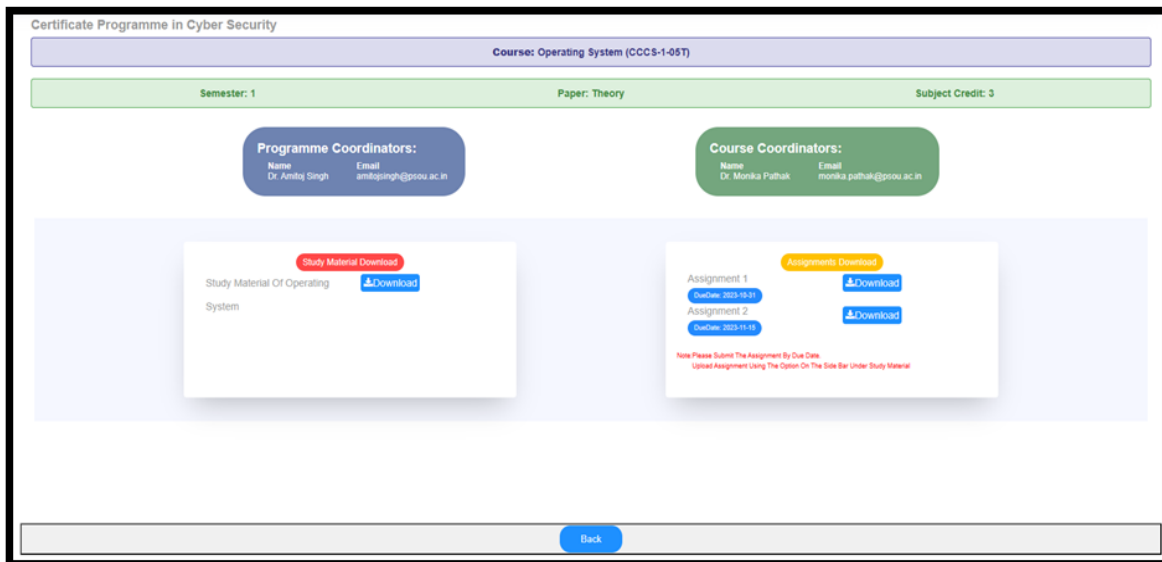 Certificate Programme in Cyber Security
Course: Operating System (CCCS-1-05T)
Semester: 1 Paper: Theory Subject Credit: 3
Programme Coordinators:
Name Email
Dr. Amitoj Singh amitojsingh@psou.ac.in
Course Coordinators:
Name Email
Dr. Monika Pathak monika.pathak@psou.ac.in
Study Material Download
Study Material Of Operating Download
System
Assignments Download
Assignment 1 Download
DueDate: 2023-10-31
Assignment 2 Download
DueDate: 2023-11-15
Note:Please Submit The Assignment By Due Date.
Upload Assignment Using The Option On The Side Bar Under Study Material
Back